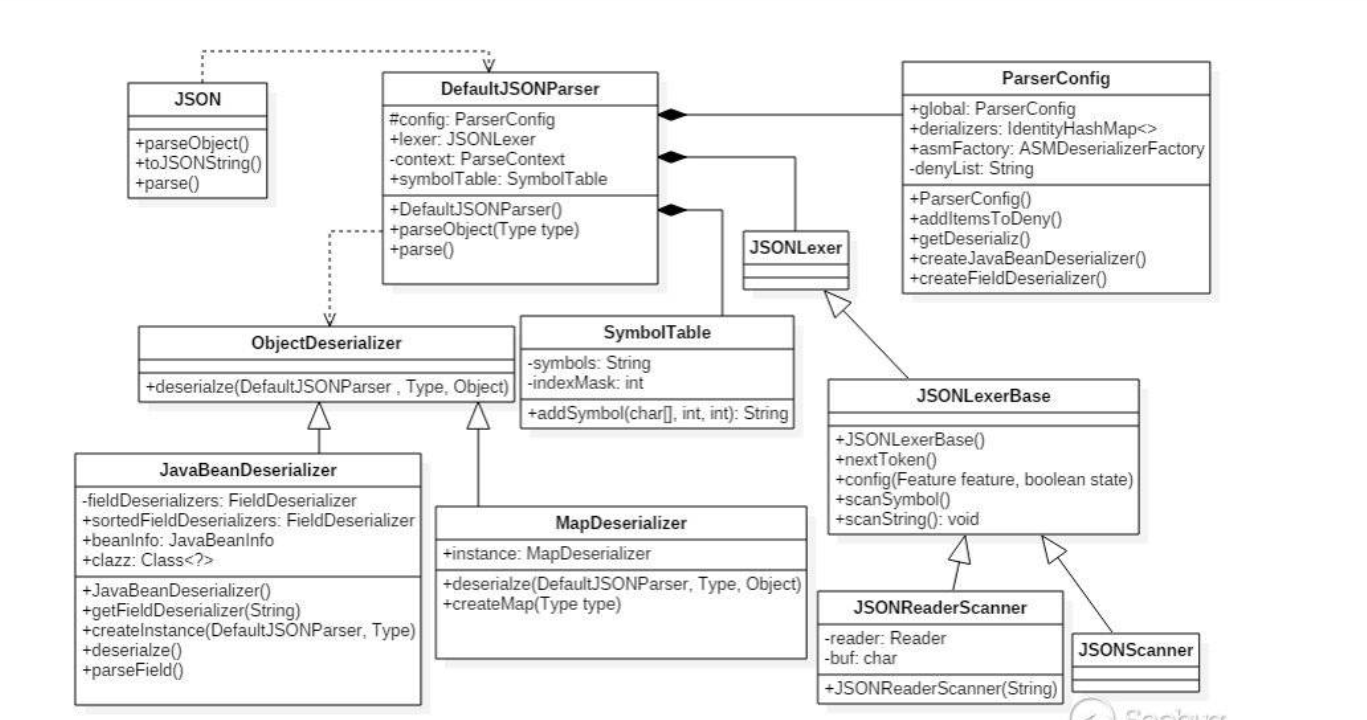 JSON
+parseObject()
+toJSONString()
+parse()
DefaultJSONParser
#config: ParserConfig
+lexer: JSONLexer
-context: ParseContext
+symbolTable: SymbolTable
+DefaultJSONParser()
+parseObject(Type type)
+parse()
ParserConfig
+global: ParserConfig
+derializers: IdentityHashMap<>
+asmFactory: ASMDeserializerFactory
-denyList: String
+ParserConfig()
+addItemsToDeny()
+getDeserializ()
+createJavaBeanDeserializer()
+createFieldDeserializer()
JSONLexer
ObjectDeserializer
+deserialze(DefaultJSONParser , Type, Object)
SymbolTable
-symbols: String
-indexMask: int
+addSymbol(char[], int, int): String
JSONLexerBase
+JSONLexerBase()
+nextToken()
+config(Feature feature, boolean state)
+scanSymbol()
+scanString(): void
JavaBeanDeserializer
-fieldDeserializers: FieldDeserializer
+sortedFieldDeserializers: FieldDeserializer
+beanInfo: JavaBeanInfo
+clazz: Class<?>
+JavaBeanDeserializer()
+getFieldDeserializer(String)
+createInstance(DefaultJSONParser, Type)
+deserialze()
+parseField()
MapDeserializer
+instance: MapDeserializer
+deserialze(DefaultJSONParser, Type, Object)
+createMap(Type type)
JSONReaderScanner
-reader: Reader
-buf: char
+JSONReaderScanner(String)
JSONScanner